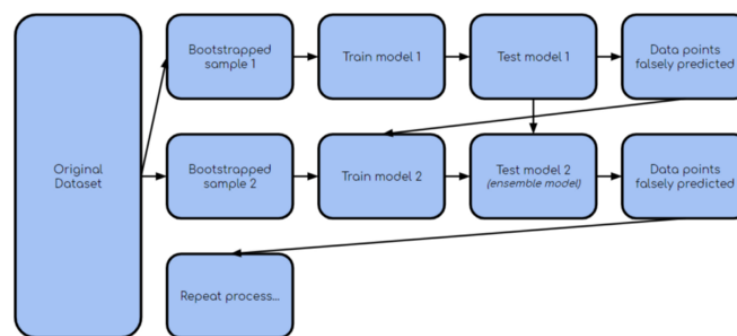 Original
Dataset
Bootstrapped
sample 1
Train model 1
Test model 1
Data points
falsely predicted
Bootstrapped
sample 2
Train model 2
Test model 2
(ensemble model)
Data points
falsely predicted
Repeat process...